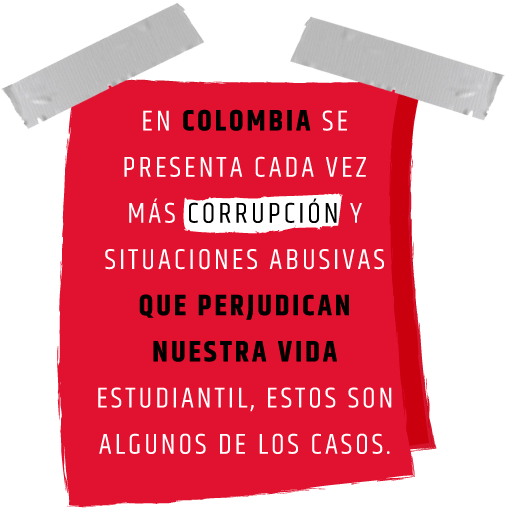 EN COLOMBIA SE
PRESENTA CADA VEZ
MÁS CORRUPCIÓN Y
SITUACIONES ABUSIVAS
QUE PERJUDICAN
NUESTRA VIDA
ESTUDIANTIL, ESTOS SON
ALGUNOS DE LOS CASOS.